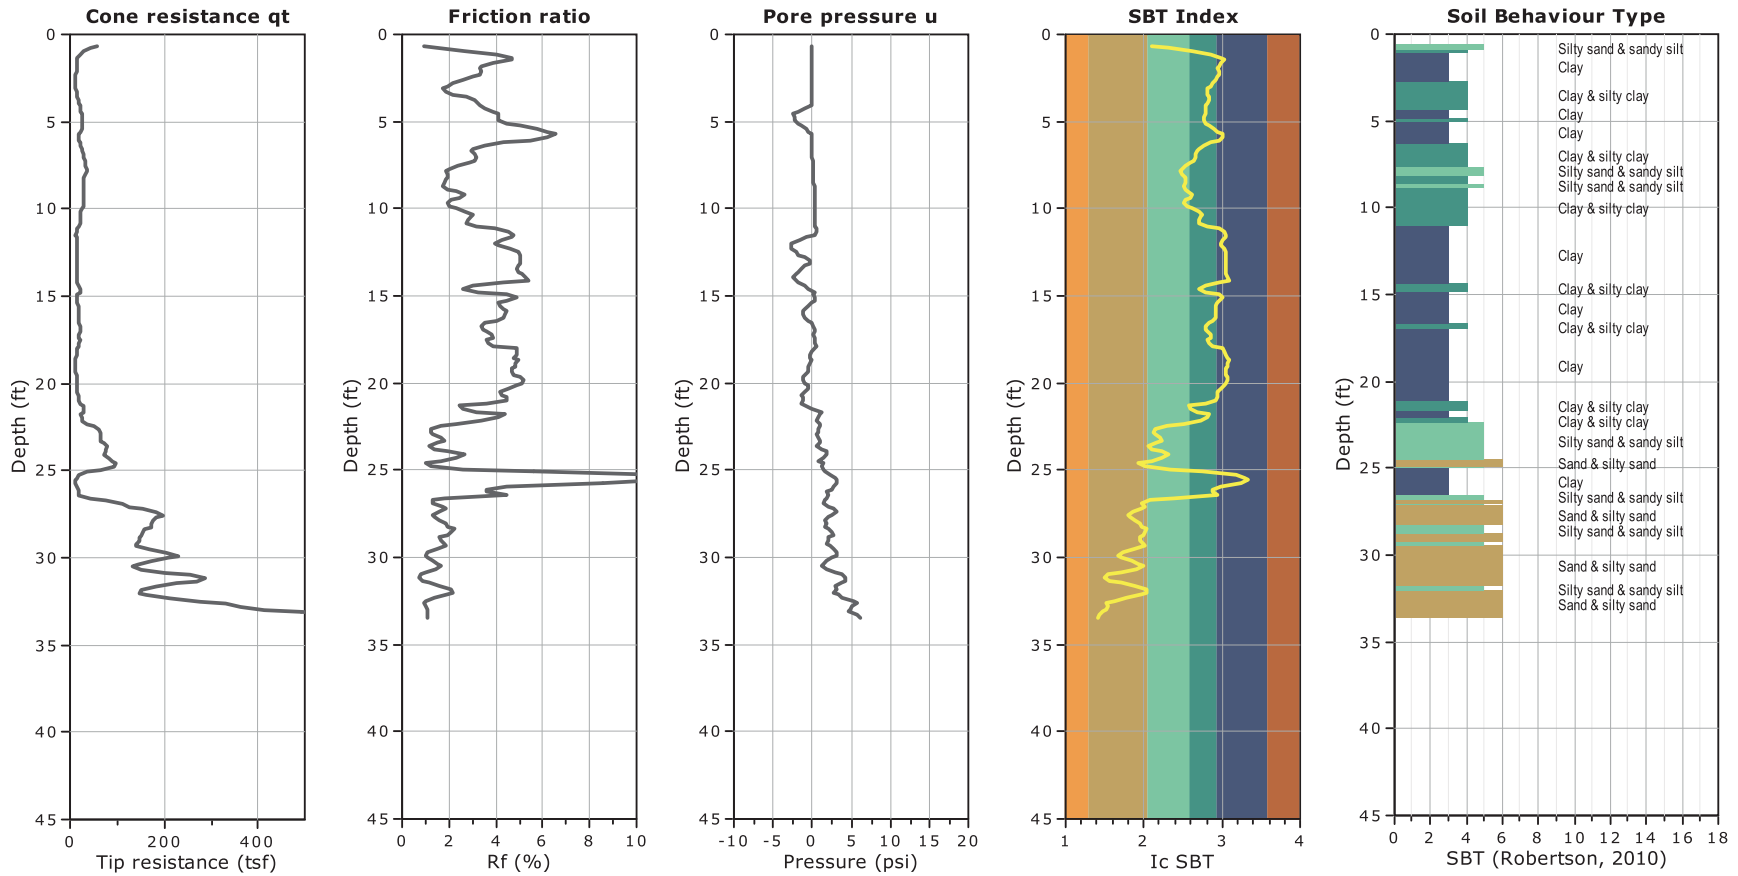 Cone resistance qt
0
5
10
15
20
25
30
35
40
45
Depth (ft)
0 200 400
Tip resistance (tsf)
Friction ratio
0
5
10
15
20
25
30
35
40
45
Depth (ft)
0 2 4 6 8 10
Rf (%)
Pore pressure u
0
5
10
15
20
25
30
35
40
45
Depth (ft)
-10 -5 0 5 10 15 20
Pressure (psi)
SBT Index
0
5
10
15
20
25
30
35
40
45
Depth (ft)
1 2 3 4
Ic SBT
Soil Behaviour Type
0
5
10
15
20
25
30
35
40
45
Depth (ft)
Silty sand & sandy silt
Clay
Clay & silty clay
Clay
Clay
Clay & silty clay
Silty sand & sandy silt
Silty sand & sandy silt
Clay & silty clay
Clay
Clay & silty clay
Clay
Clay & silty clay
Clay
Clay & silty clay
Clay & silty clay
Silty sand & sandy silt
Sand & silty sand
Clay
Silty sand & sandy silt
Sand & silty sand
Silty sand & sandy silt
Sand & silty sand
Silty sand & sandy silt
Sand & silty sand
0 2 4 6 8 10 12 14 16 18
SBT (Robertson, 2010)